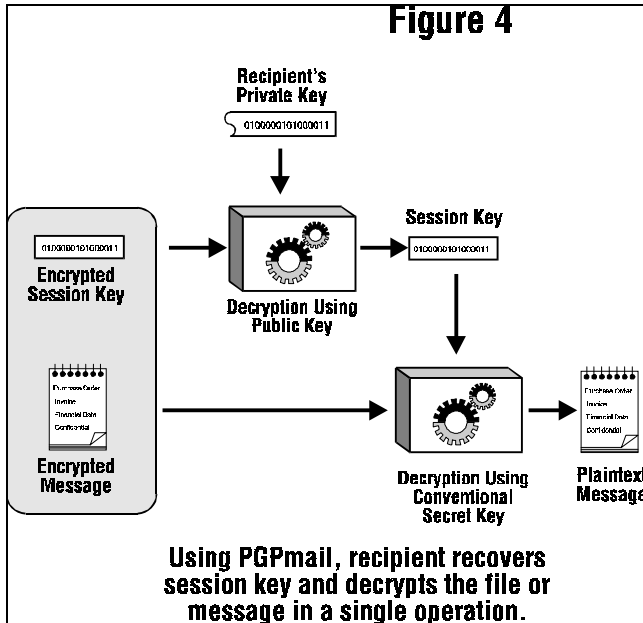 Figure 4
Recipient's
Private Key
0100000101000011
0100000101000011
Encrypted
Session Key
Decryption Using
Public Key
Session Key
0100000101000011
Purchase Order
Invoice
Financial Data
Confidential
Encrypted
Message
Decryption Using
Conventional
Secret Key
Purchase Order
Invoice
Financial Data
Confidential
Plaintext
Message
Using PGPmail, recipient recovers
session key and decrypts the file or
message in a single operation.